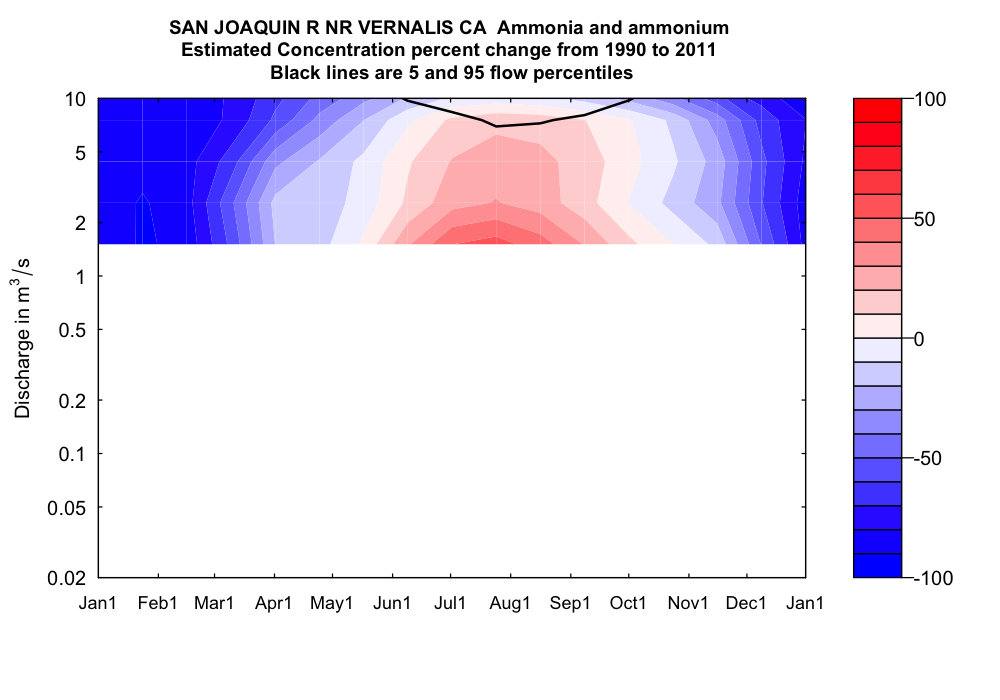 SAN JOAQUIN R NR VERNALIS CA  Ammonia and ammonium
Estimated Concentration percent change from 1990 to 2011
Black lines are 5 and 95 flow percentiles
Discharge in m³/s
10
5
2
1
0.5
0.2
0.1
0.05
0.02
Jan1 Feb1 Mar1 Apr1 May1 Jun1 Jul1 Aug1 Sep1 Oct1 Nov1 Dec1 Jan1
100
50
0
-50
-100